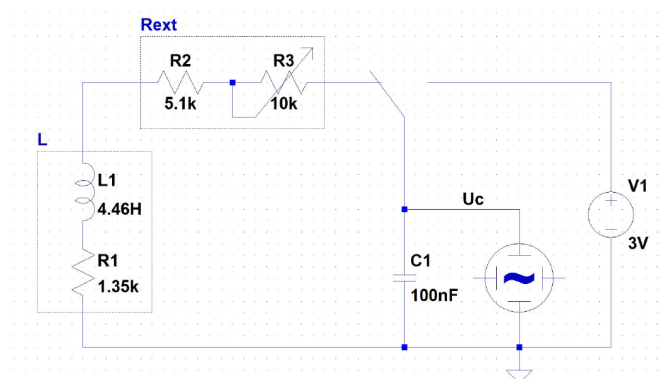 Rext
R2
R3
5.1k
10k
L
L1
4.46H
R1
1.35k
Uc
C1
100nF
V1
3V